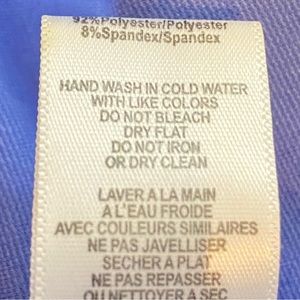 92%Polyester/Polyester
8%Spandex/Spandex
HAND WASH IN COLD WATER
WITH LIKE COLORS
DO NOT BLEACH
DRY FLAT
DO NOT IRON
OR DRY CLEAN
LAVER A LA MAIN
A L'EAU FROIDE
AVEC COULEURS SIMILAIRES
NE PAS JAVELLISER
SECHER A PLAT
NE PAS REPASSER
OU NETTOYER A SEC